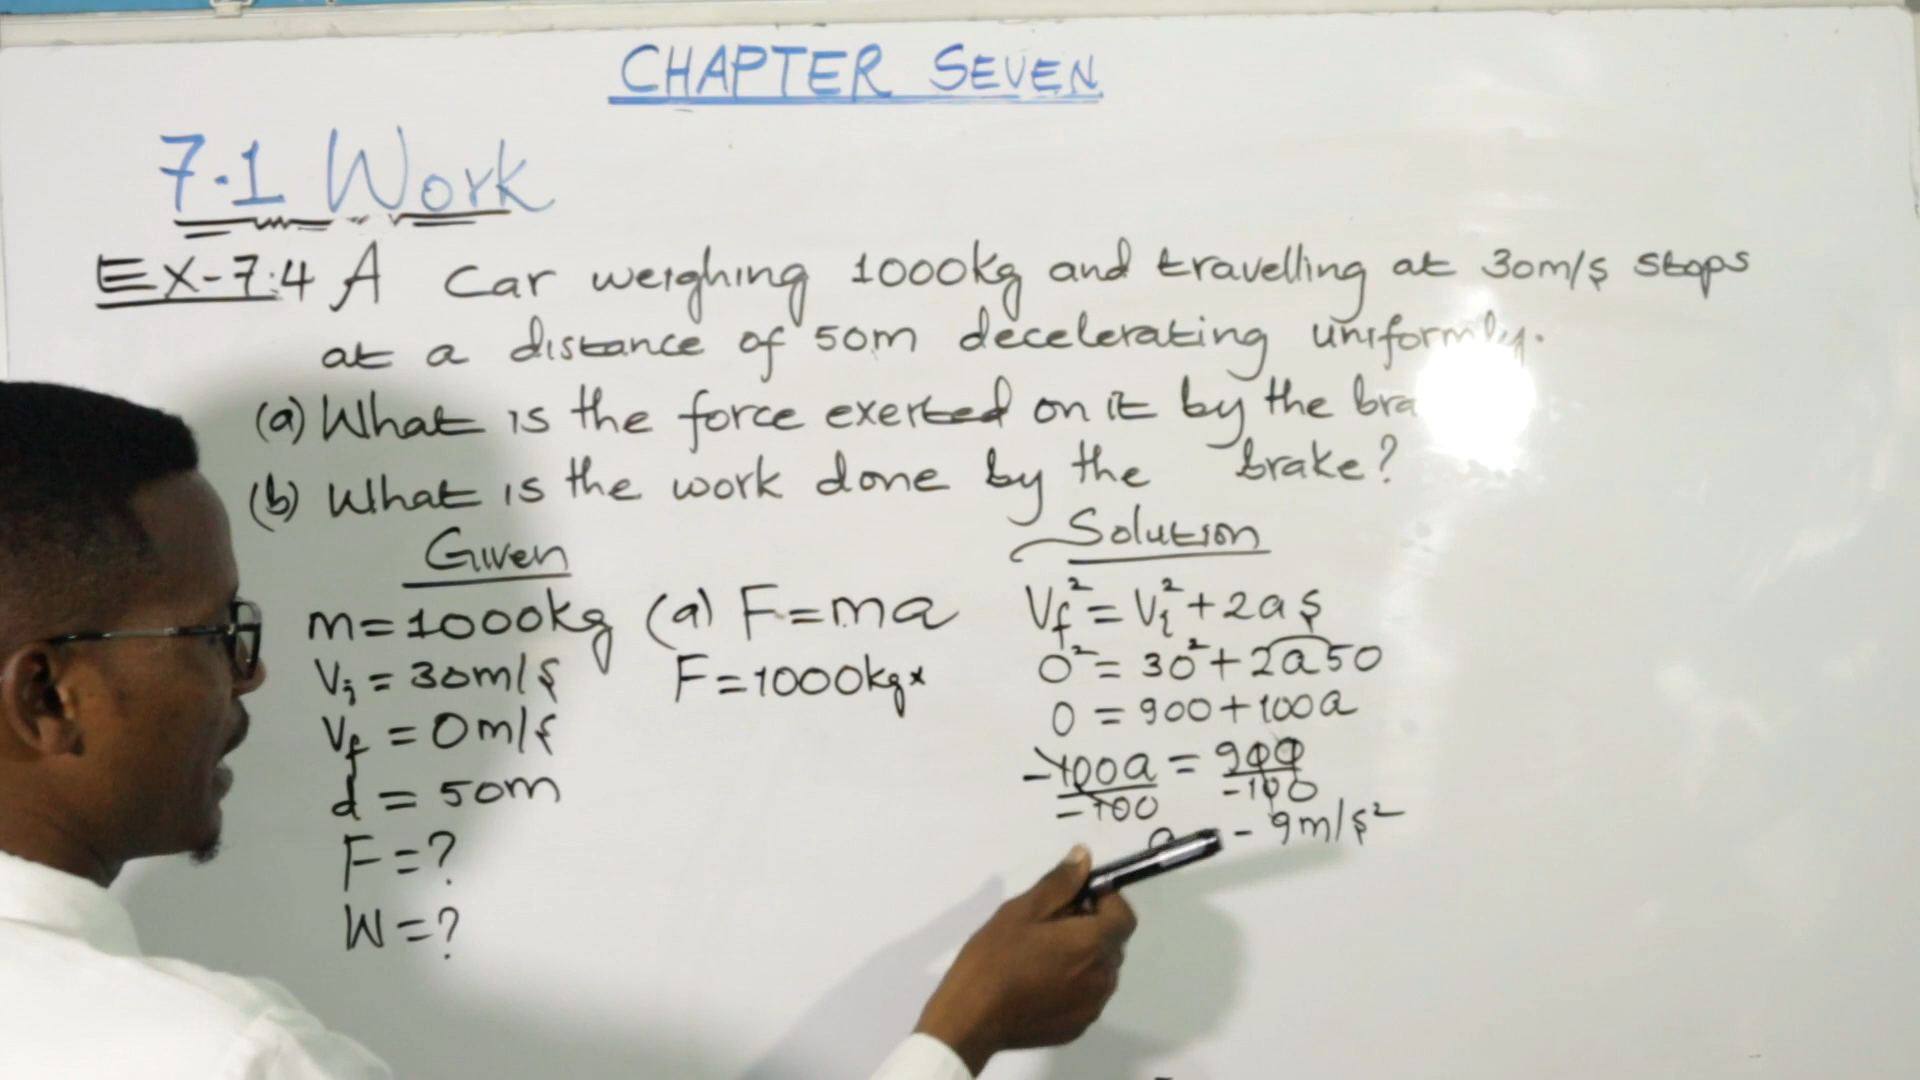 CHAPTER SEVEN
7.1 Work
EX-7.4 A Car weighing 1000kg and travelling at 30m/s stops
at a distance of 50m decelerating uniformly.
(a) What is the force exerted on it by the
(b) What is the work done by the brake?
Given
m=1000kg
Vi = 30m/s
Vf = 0m/s
d = 50m
F=?
W=?
(a) F=ma
F=1000kg×
Solution
Vf²=Vi²+2as
0²=30²+2a50
0=900+100a
-100a = 900
-100 -100
- 9m/s²